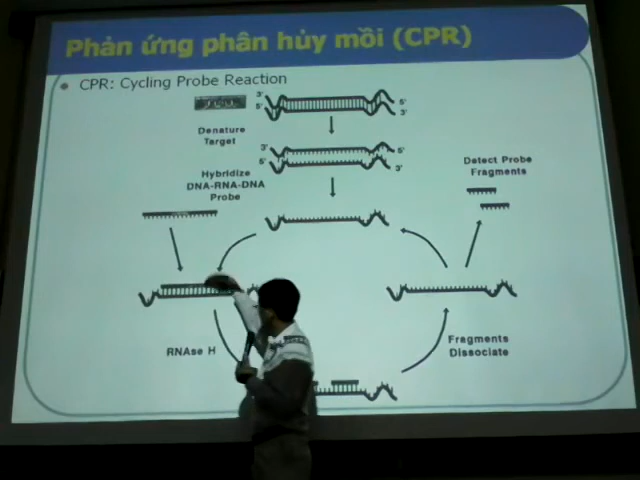 Phản ứng phân hủy mồi (CPR)
CPR: Cycling Probe Reaction
3'
5'
5'
3'
Denature
Target
3'
5'
5'
3'
Hybridize
DNA-RNA-DNA
Probe
Detect Probe
Fragments
RNAse H
Fragments
Dissociate